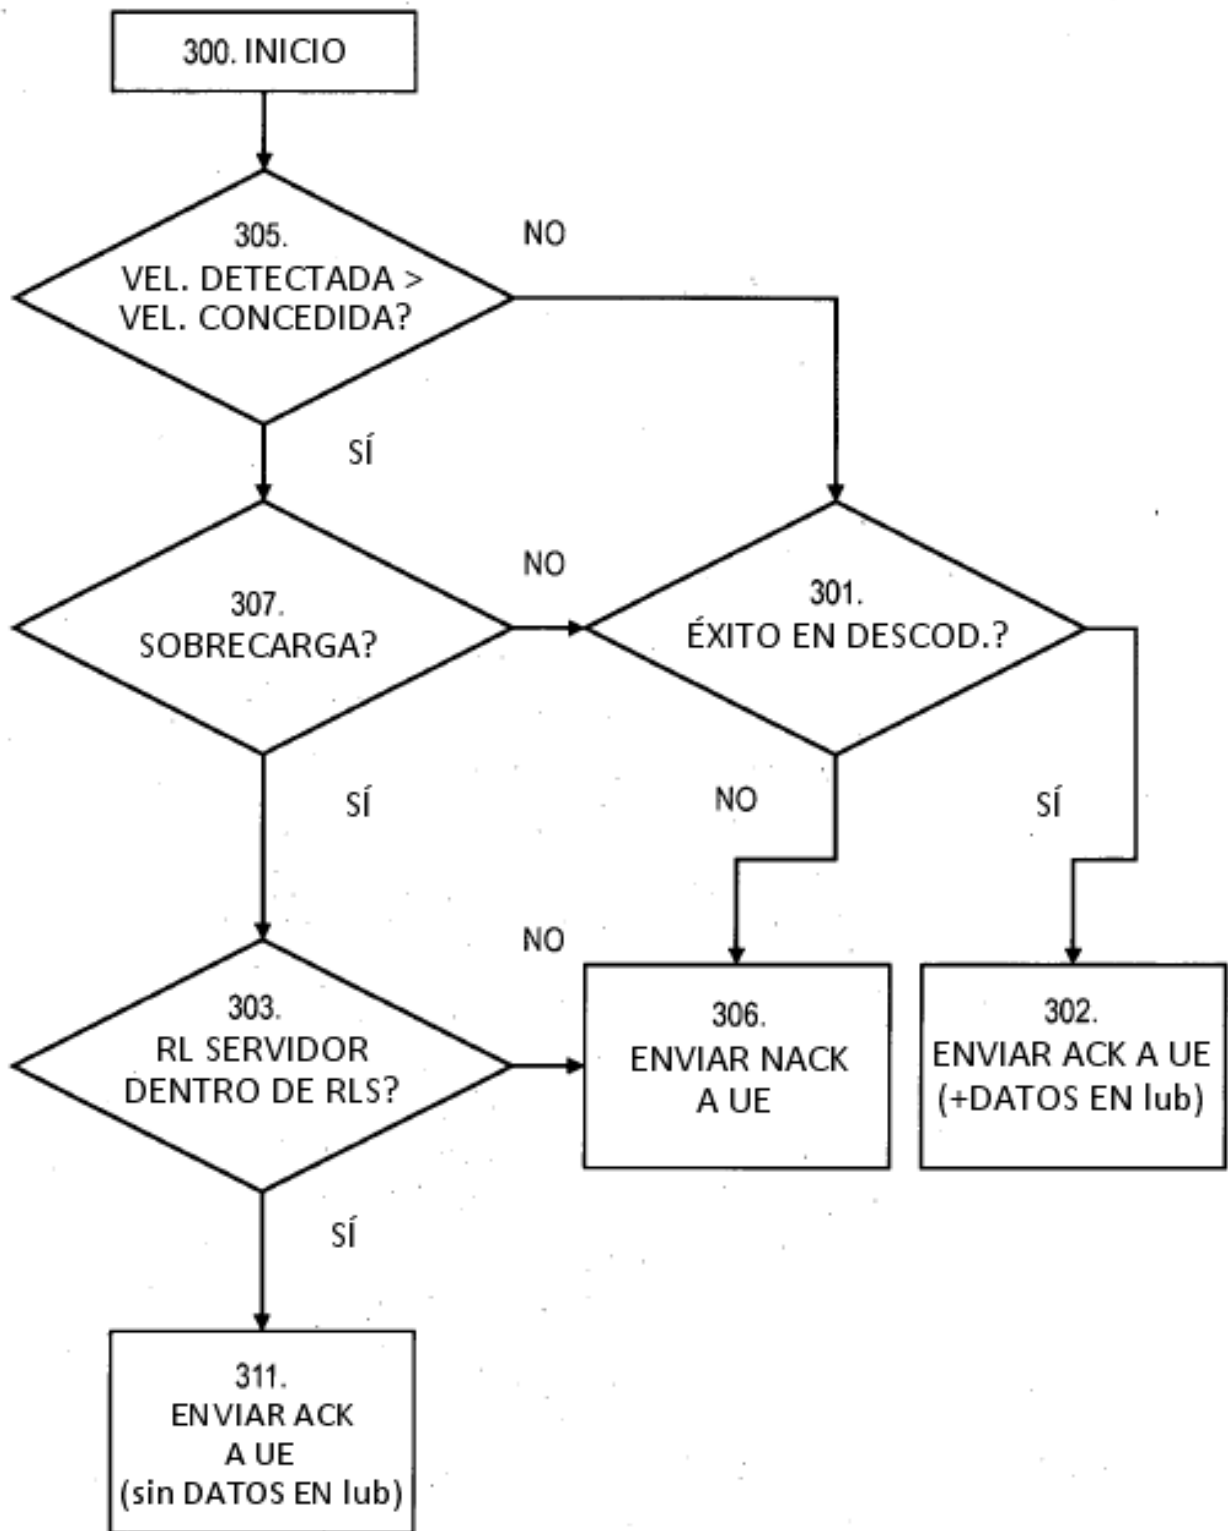 300. INICIO
305.
VEL. DETECTADA >
VEL. CONCEDIDA?
NO
SÍ
307.
SOBRECARGA?
NO
SÍ
301.
ÉXITO EN DESCOD.?
NO
SÍ
303.
RL SERVIDOR
DENTRO DE RLS?
NO
SÍ
306.
ENVIAR NACK
A UE
302.
ENVIAR ACK A UE
(+DATOS EN lub)
311.
ENVIAR ACK
A UE
(sin DATOS EN lub)